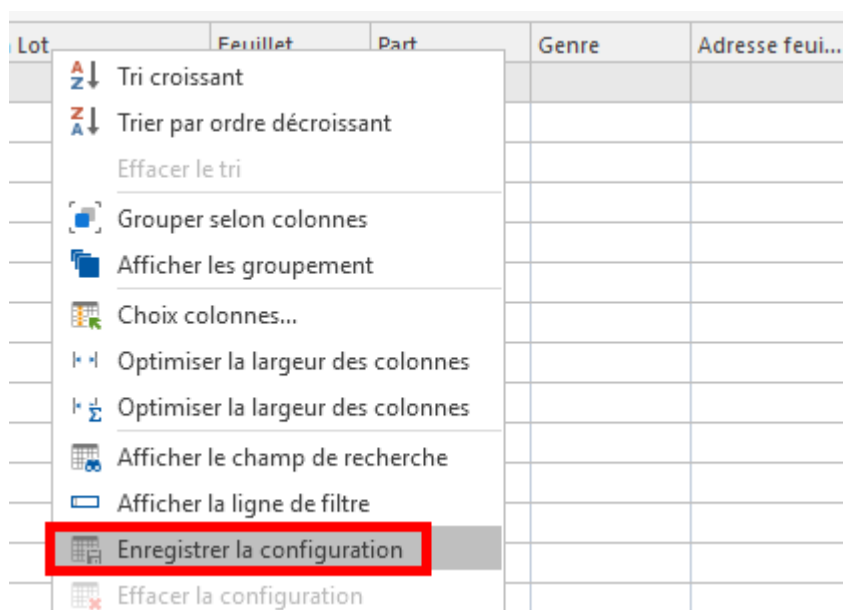 Lot Feuillet Part Genre Adresse feui...
Tri croissant
Trier par ordre décroissant
Effacer le tri
Grouper selon colonnes
Afficher les groupement
Choix colonnes...
Optimiser la largeur des colonnes
Optimiser la largeur des colonnes
Afficher le champ de recherche
Afficher la ligne de filtre
Enregistrer la configuration
Effacer la configuration